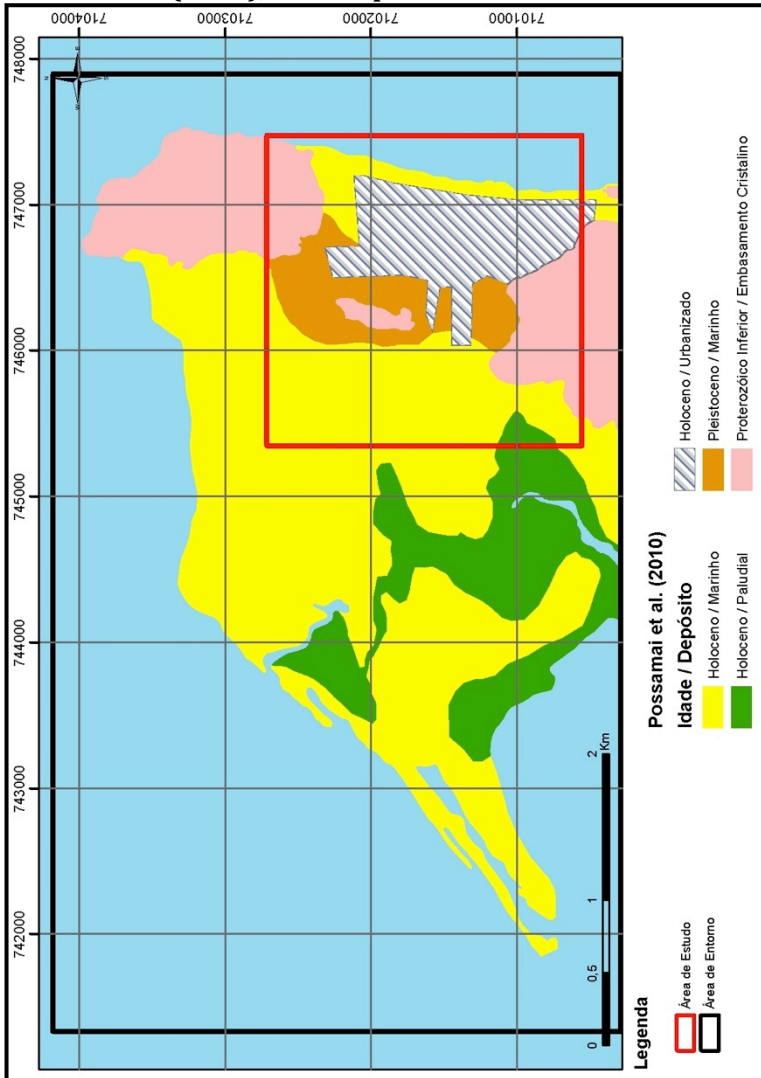 742000
743000
744000
745000
746000
747000
748000
7104000
7103000
7102000
7101000
N
E
S
W
0
0,5
1
2
Km
Legenda
Área de Estudo
Área de Entorno
Possamai et al. (2010)
Idade / Depósito
Holoceno / Marinho
Holoceno / Paludial
Holoceno / Urbanizado
Pleistoceno / Marinho
Proterozóico Inferior / Embasamento Cristalino